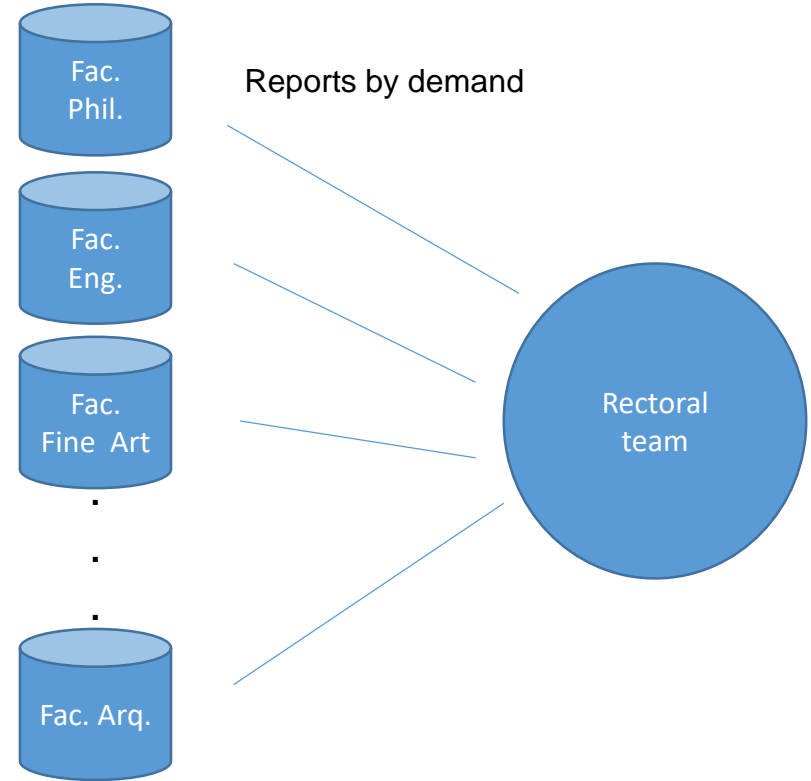 Fac.
Phil.
Reports by demand
Fac.
Eng.
Fac.
Fine Art
Rectoral
team
.
.
.
Fac. Arq.